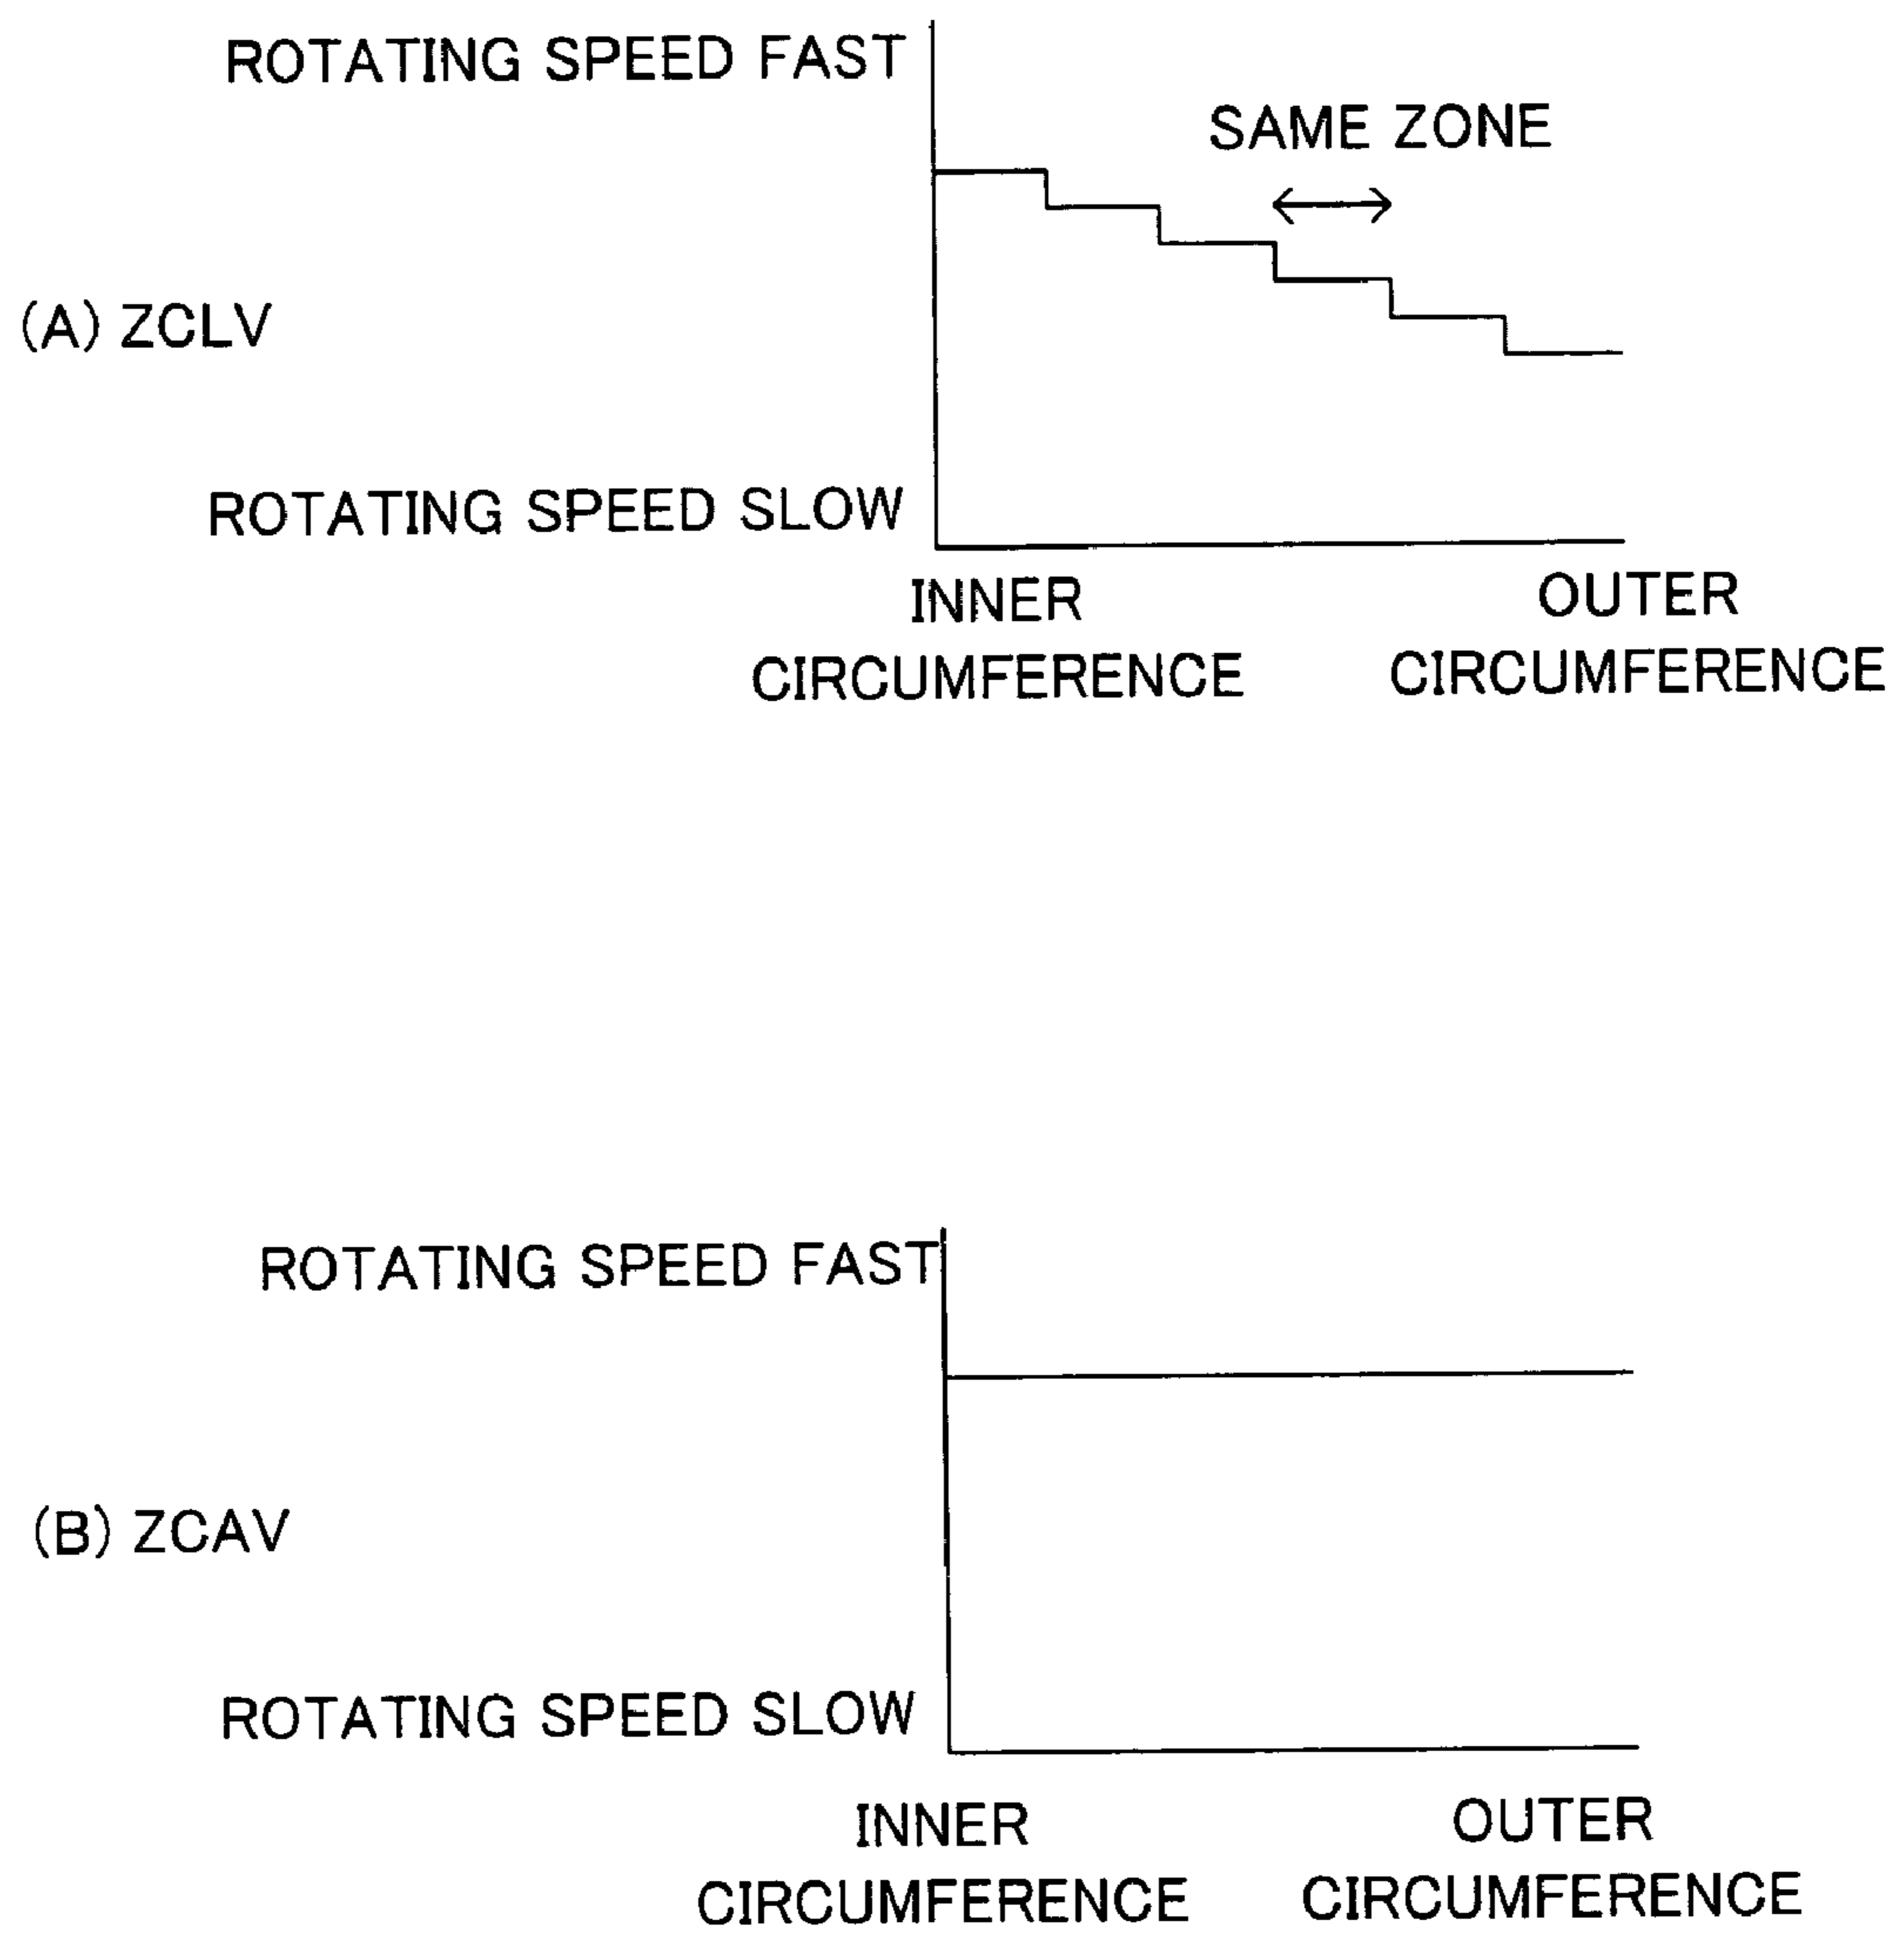 ROTATING SPEED FAST
SAME ZONE
(A) ZCLV
ROTATING SPEED SLOW
INNER
CIRCUMFERENCE
OUTER
CIRCUMFERENCE
ROTATING SPEED FAST
(B) ZCAV
ROTATING SPEED SLOW
INNER
CIRCUMFERENCE
OUTER
CIRCUMFERENCE